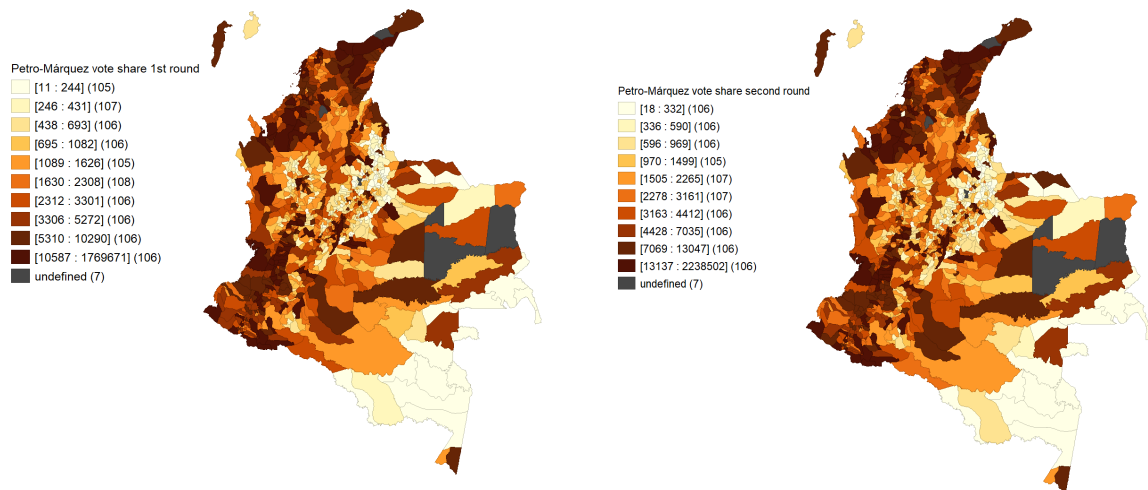 Petro-Márquez vote share 1st round
[11 : 244] (105)
[246 : 431] (107)
[438 : 693] (106)
[695 : 1082] (106)
[1089 : 1626] (105)
[1630 : 2308] (108)
[2312 : 3301] (106)
[3306 : 5272] (106)
[5310 : 10290] (106)
[10587 : 1769671] (106)
undefined (7)
Petro-Márquez vote share second round
[18 : 332] (106)
[336 : 590] (106)
[596 : 969] (106)
[970 : 1499] (105)
[1505 : 2265] (107)
[2278 : 3161] (107)
[3163 : 4412] (106)
[4428 : 7035] (106)
[7069 : 13047] (106)
[13137 : 2238502] (106)
undefined (7)